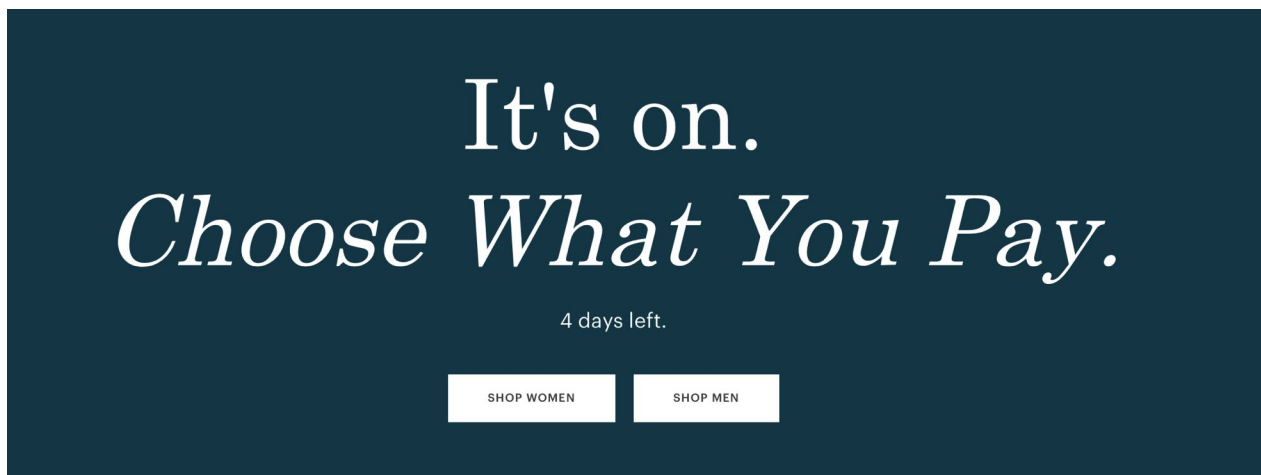 It's on.
Choose What You Pay.
4 days left.
SHOP WOMEN
SHOP MEN